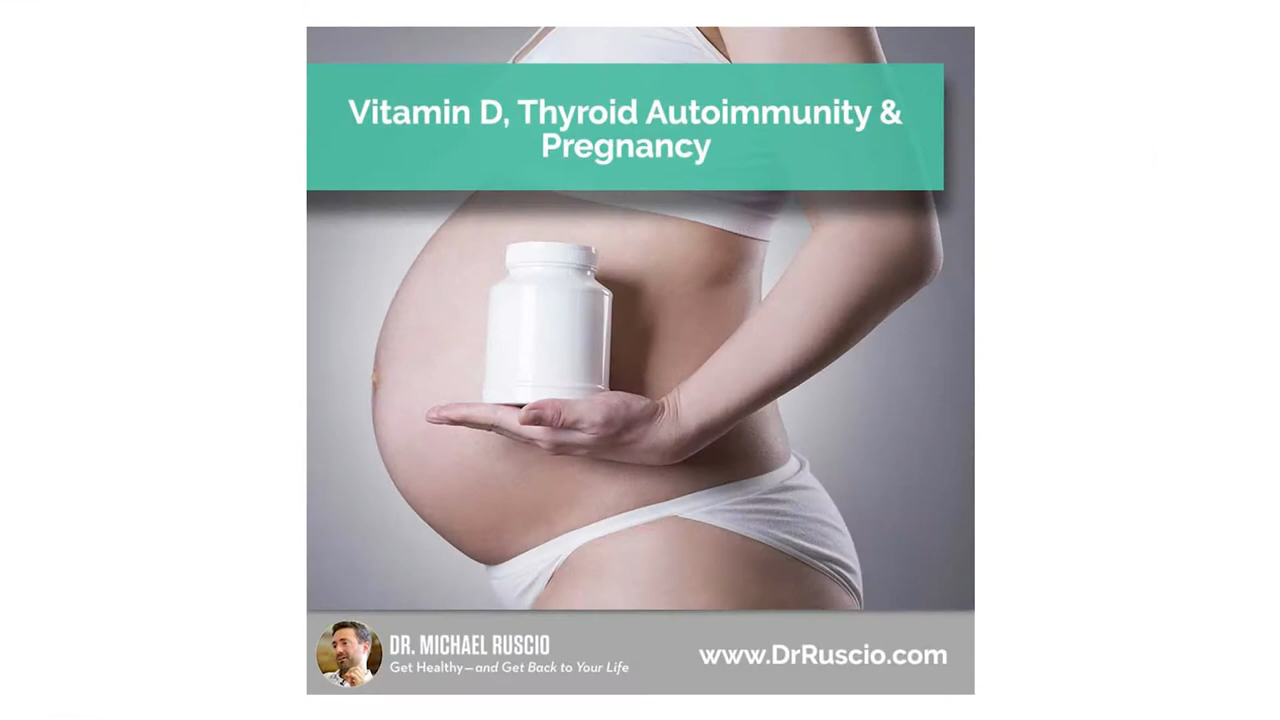 Vitamin D, Thyroid Autoimmunity &
Pregnancy
DR. MICHAEL RUSCIO
Get Healthy—and Get Back to Your Life
www.DrRuscio.com